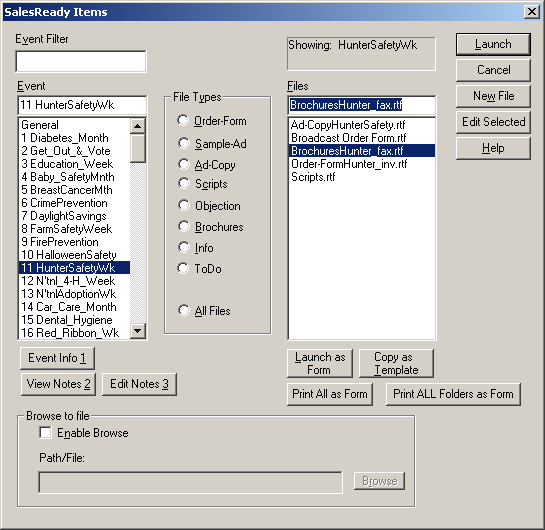 SalesReady Items
Event Filter
Showing: HunterSafetyWk
Launch
Cancel
New File
Edit Selected
Help
Event
11 HunterSafetyWk
General
1 Diabetes_Month
2 Get_Out_&_Vote
3 Education_Week
4 Baby_SafetyMnth
5 BreastCancerMth
6 CrimePrevention
7 DaylightSavings
8 FarmSafetyWeek
9 FirePrevention
10 HalloweenSafety
11 HunterSafetyWk
12 N'tnl_4-H_Week
13 N'tnlAdoptionWk
14 Car_Care_Month
15 Dental_Hygiene
16 Red_Ribbon_Wk
File Types
Order-Form
Sample-Ad
Ad-Copy
Scripts
Objection
Brochures
Info
ToDo
All Files
Files
BrochuresHunter_fax.rtf
Ad-CopyHunterSafety.rtf
Broadcast Order Form.rtf
BrochuresHunter_fax.rtf
Order-FormHunter_inv.rtf
Scripts.rtf
Event Info 1
View Notes 2
Edit Notes 3
Launch as
Form
Copy as
Template
Print All as Form
Print ALL Folders as Form
Browse to file
Enable Browse
Path/File:
Browse